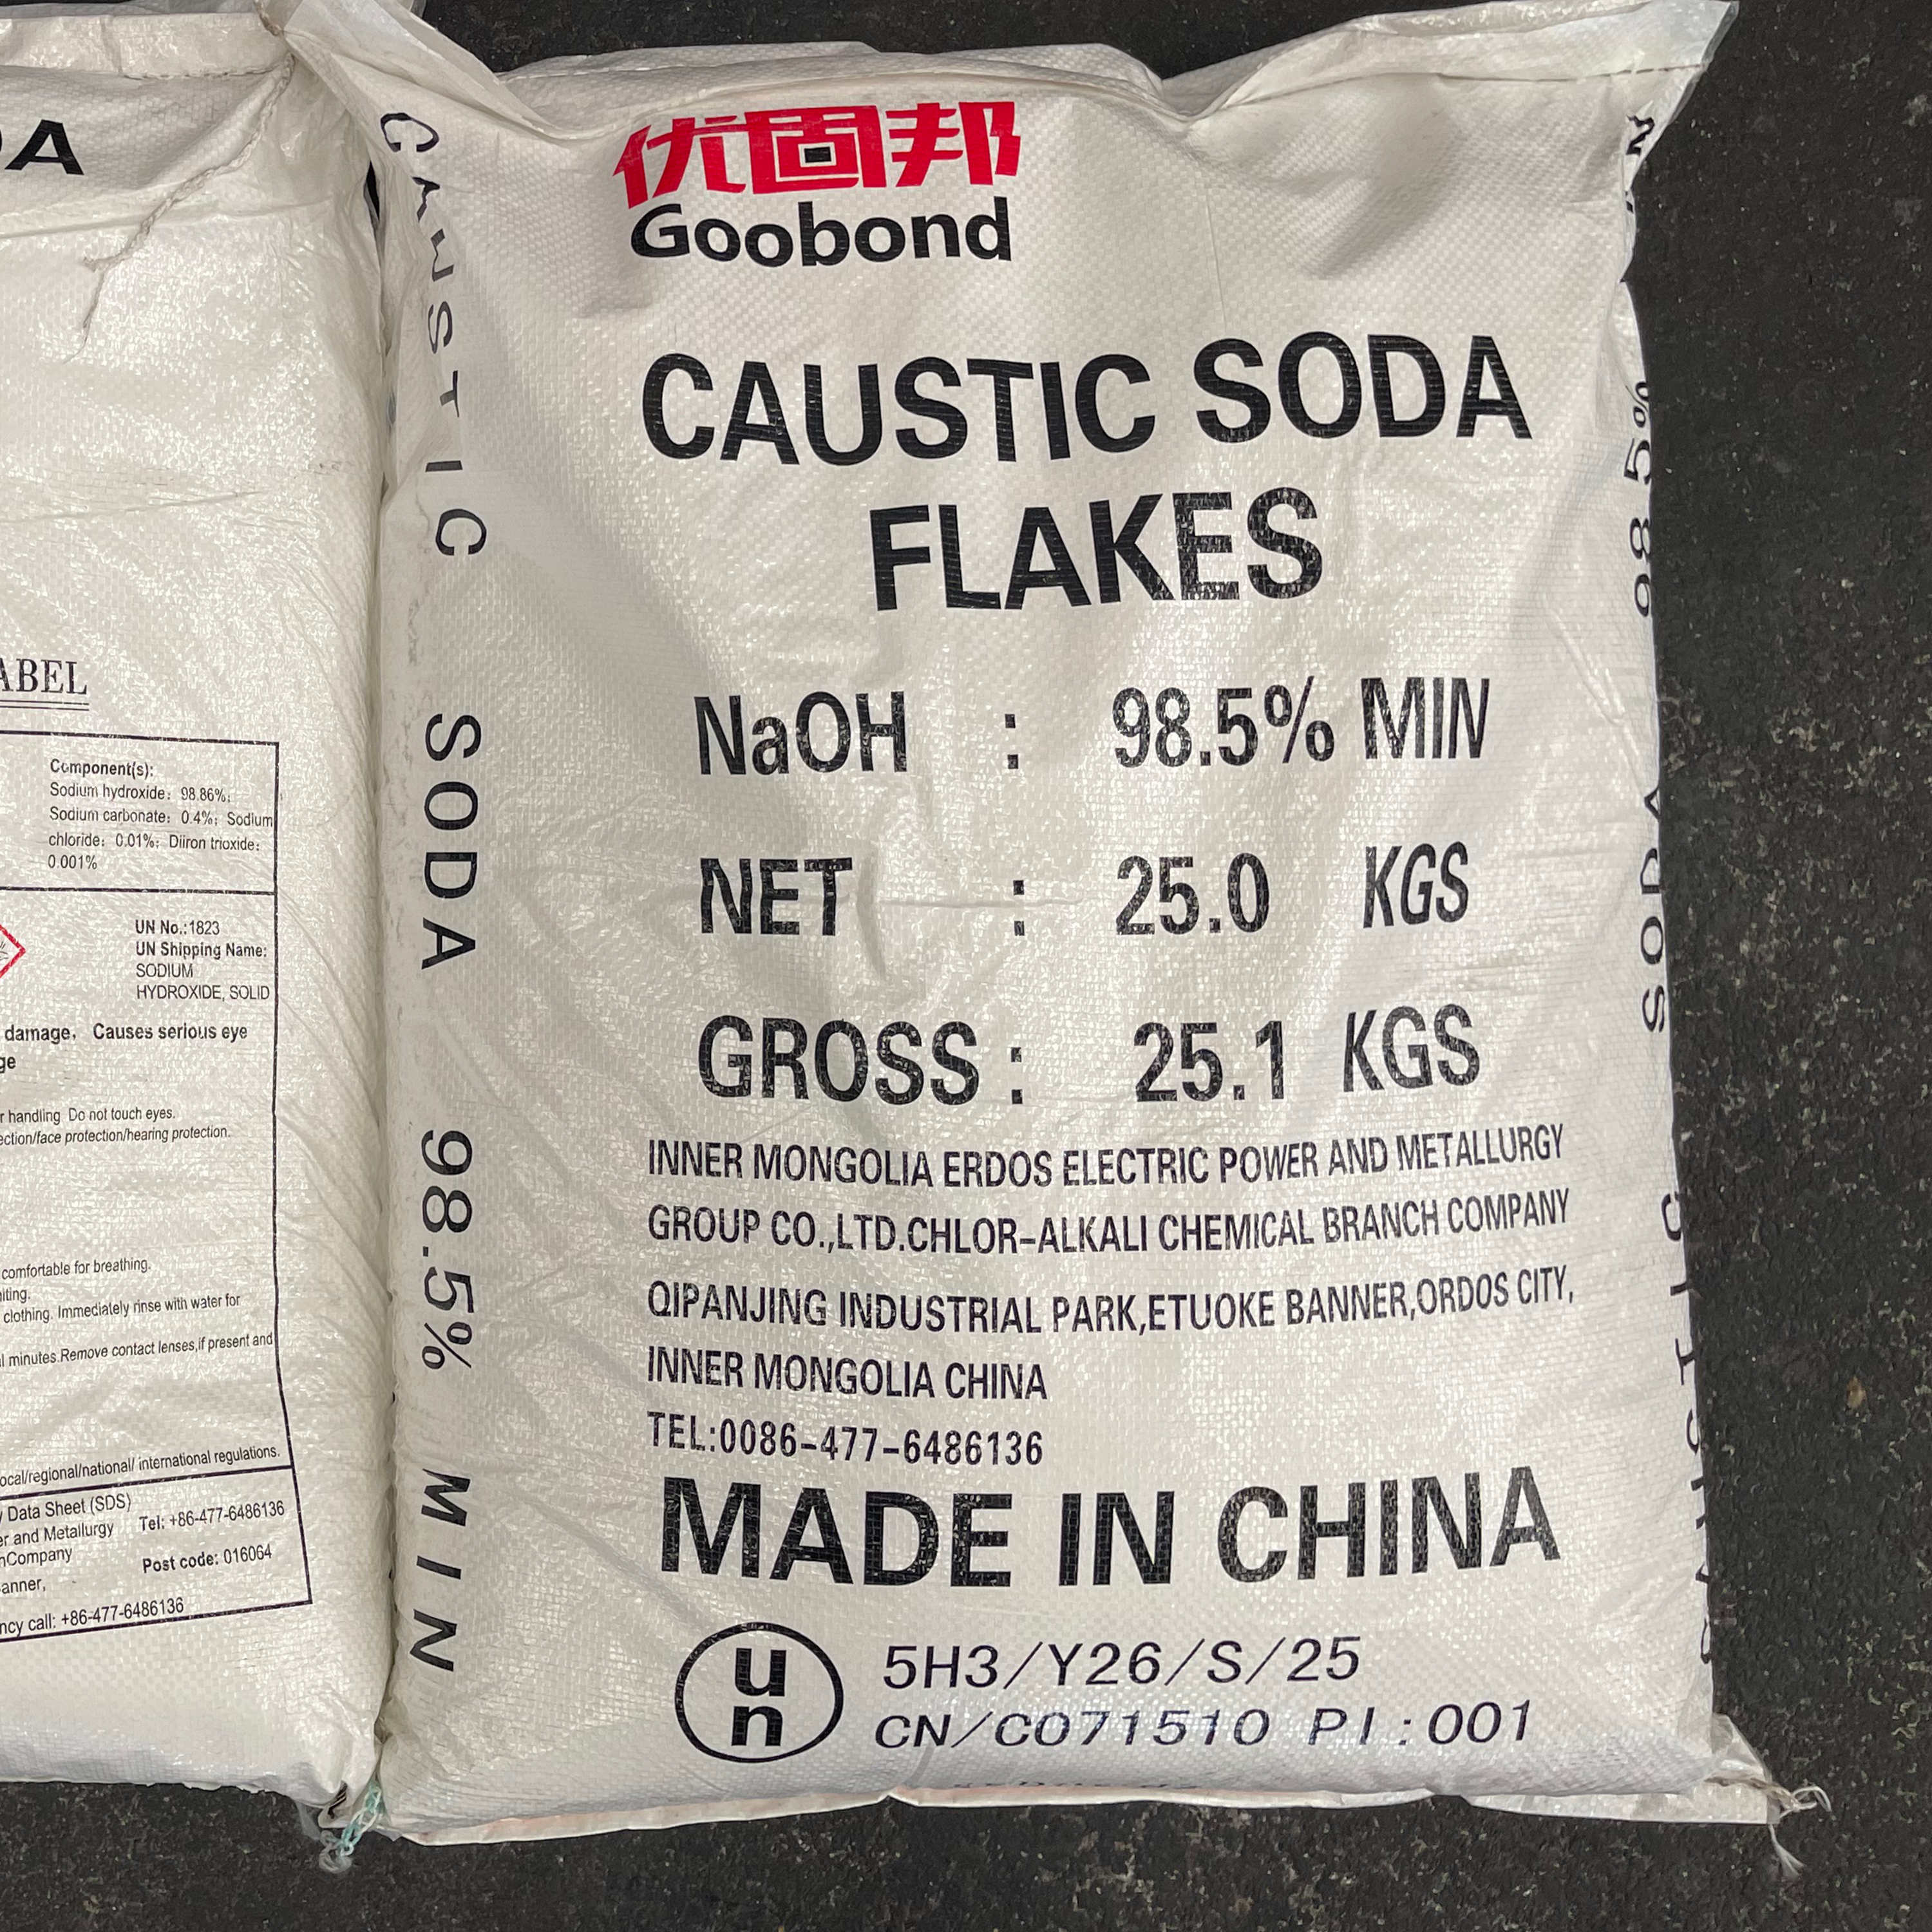 DA
ABEL
Component(s):
Sodium hydroxide: 98.86%;
Sodium carbonate: 0.4%; Sodium
chloride: 0.01%; Diiron trioxide:
0.001%
UN No.:1823
UN Shipping Name:
SODIUM
HYDROXIDE, SOLID
damage, Causes serious eye
handling Do not touch eyes.
protection/face protection/hearing protection.
comfortable for breathing.
clothing. Immediately rinse with water for
minutes.Remove contact lenses,if present and
local/regional/national/ international regulations.
Data Sheet (SDS)
and Metallurgy
Company
Tel: +86-477-6486136
Post code: 016064
call: +86-477-6486136
CAUSTIC SODA 98.5% MIN
优固邦
Goobond
CAUSTIC SODA
FLAKES
NaOH : 98.5% MIN
NET : 25.0 KGS
GROSS : 25.1 KGS
INNER MONGOLIA ERDOS ELECTRIC POWER AND METALLURGY
GROUP CO.,LTD.CHLOR-ALKALI CHEMICAL BRANCH COMPANY
QIPANJING INDUSTRIAL PARK,ETUOKE BANNER,ORDOS CITY,
INNER MONGOLIA CHINA
TEL:0086-477-6486136
MADE IN CHINA
un
5H3/Y26/S/25
CN/C071510 PI:001
98.5%
SODA